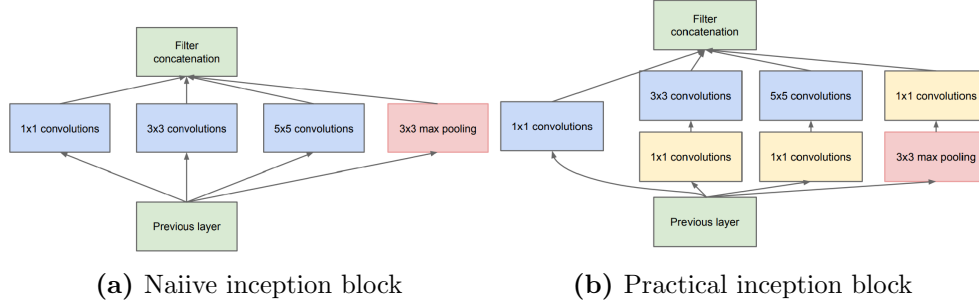 Filter
concatenation
1x1 convolutions
3x3 convolutions
5x5 convolutions
3x3 max pooling
Previous layer
(a) Naiive inception block
Filter
concatenation
3x3 convolutions
5x5 convolutions
1x1 convolutions
1x1 convolutions
1x1 convolutions
1x1 convolutions
3x3 max pooling
Previous layer
(b) Practical inception block